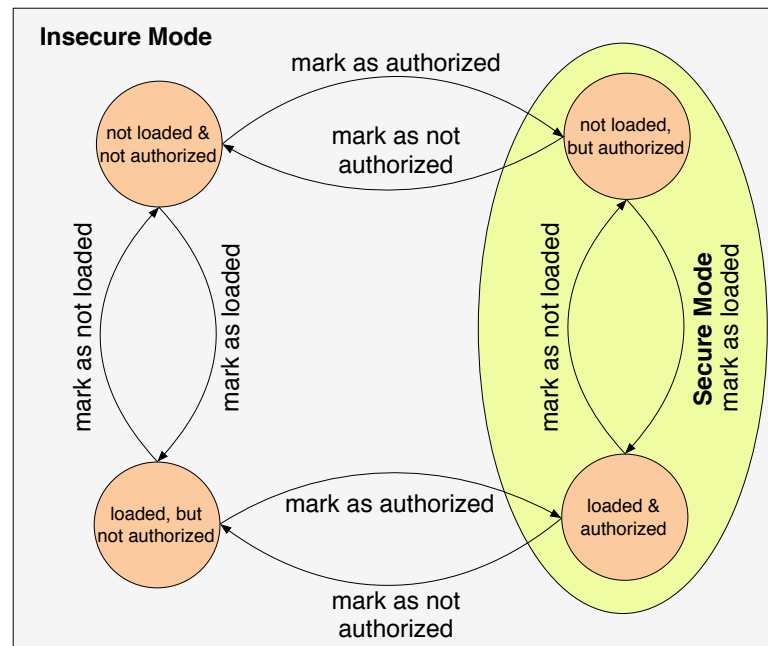 Insecure Mode
mark as authorized
not loaded &
not authorized
mark as not
authorized
not loaded,
but authorized
mark as not loaded
mark as loaded
mark as not loaded
Secure Mode
mark as loaded
loaded, but
not authorized
mark as authorized
loaded &
authorized
mark as not
authorized